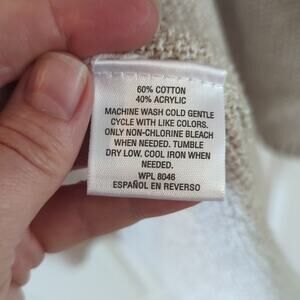 60% COTTON
40% ACRYLIC
MACHINE WASH COLD GENTLE
CYCLE WITH LIKE COLORS.
ONLY NON-CHLORINE BLEACH
WHEN NEEDED. TUMBLE
DRY LOW. COOL IRON WHEN
NEEDED.
WPL 8046
ESPAÑOL EN REVERSO